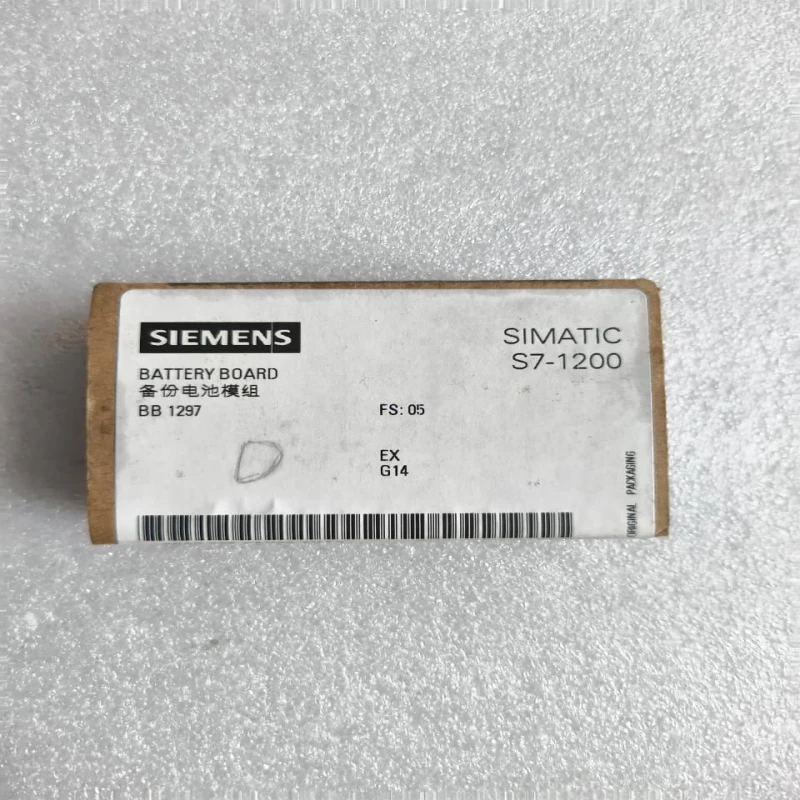 SIEMENS
SIMATIC
S7-1200
BATTERY BOARD
备份电池模组
BB 1297
FS: 05
D
EX
G14
ORIGINAL PACKAGING